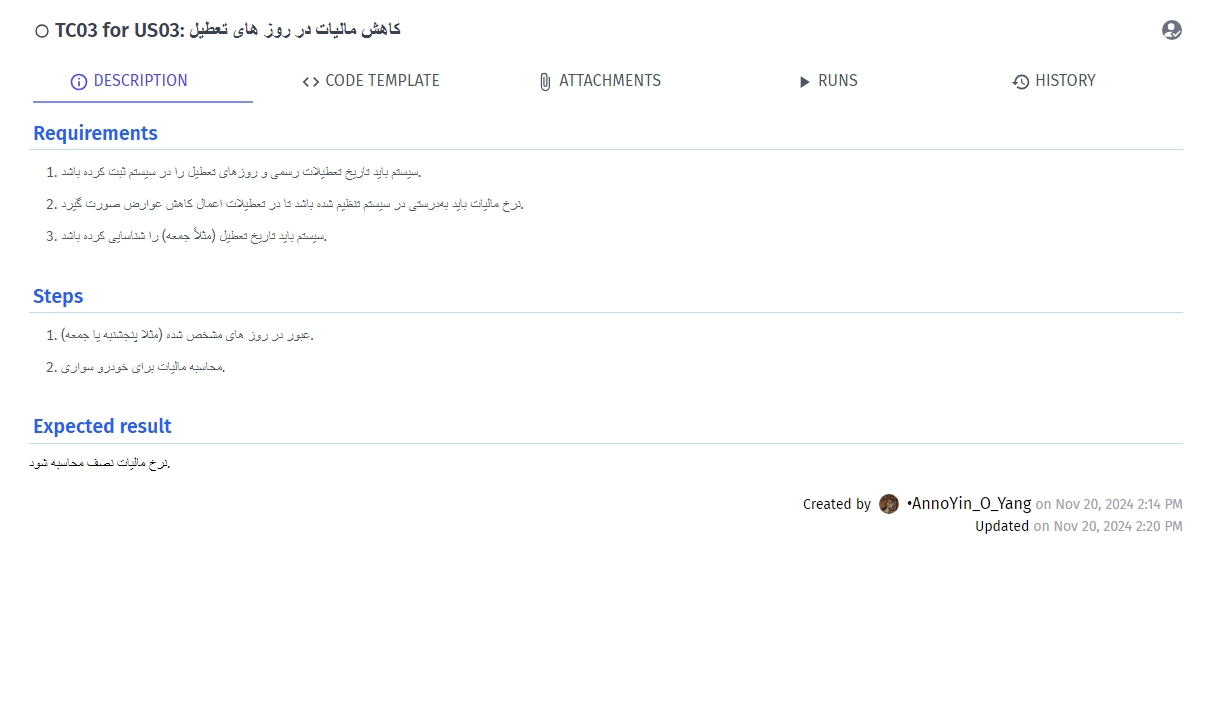 TC03 for US03: کاهش مالیات در روز های تعطیل
DESCRIPTION
CODE TEMPLATE
ATTACHMENTS
RUNS
HISTORY
Requirements
1. سیستم باید تاریخ تعطیلات رسمی و روزهای تعطیل را در سیستم ثبت کرده باشد.
2. نرخ مالیات باید به‌درستی در سیستم تنظیم شده باشد تا در تعطیلات اعمال کاهش عوارض صورت گیرد.
3. سیستم باید تاریخ تعطیل (مثلاً جمعه) را شناسایی کرده باشد.
Steps
1. عبور در روز های مشخص شده (مثلا پنجشنبه یا جمعه).
2. محاسبه مالیات برای خودرو سواری.
Expected result
نرخ مالیات نصف محاسبه شود.
Created by •AnnoYin_O_Yang on Nov 20, 2024 2:14 PM
Updated on Nov 20, 2024 2:20 PM